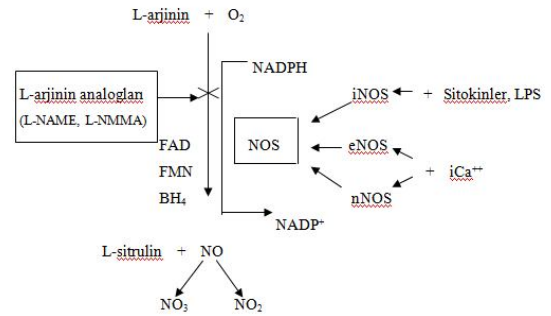 L-arjinin + O₂
NADPH
L-arjinin analogları
(L-NAME, L-NMMA)
iNOS + Sitokinler, LPS
FAD
NOS
eNOS
FMN
+ iCa⁺⁺
BH₄
nNOS
NADP⁺
L-sitrulin + NO
NO₃ NO₂